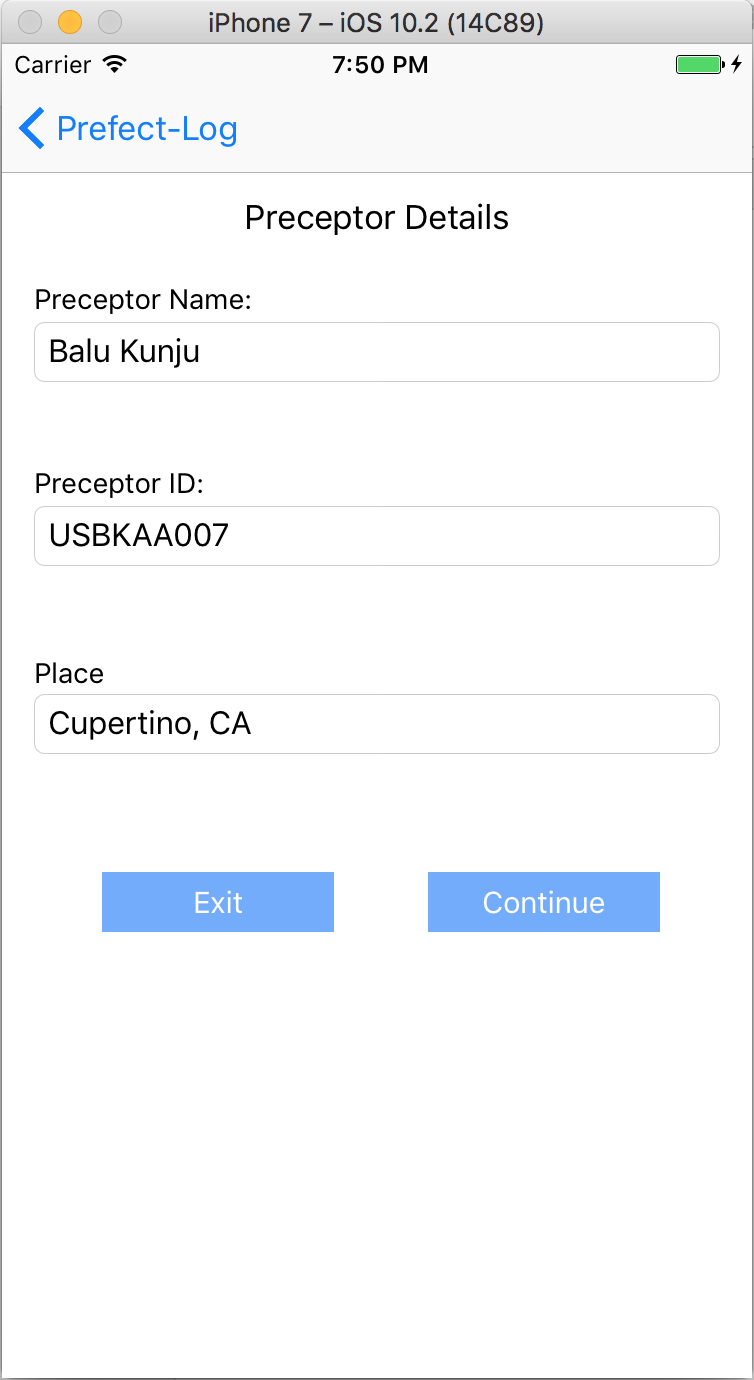 iPhone 7 – iOS 10.2 (14C89)
Carrier 7:50 PM
Prefect-Log
Preceptor Details
Preceptor Name:
Balu Kunju
Preceptor ID:
USBKAA007
Place
Cupertino, CA
Exit Continue